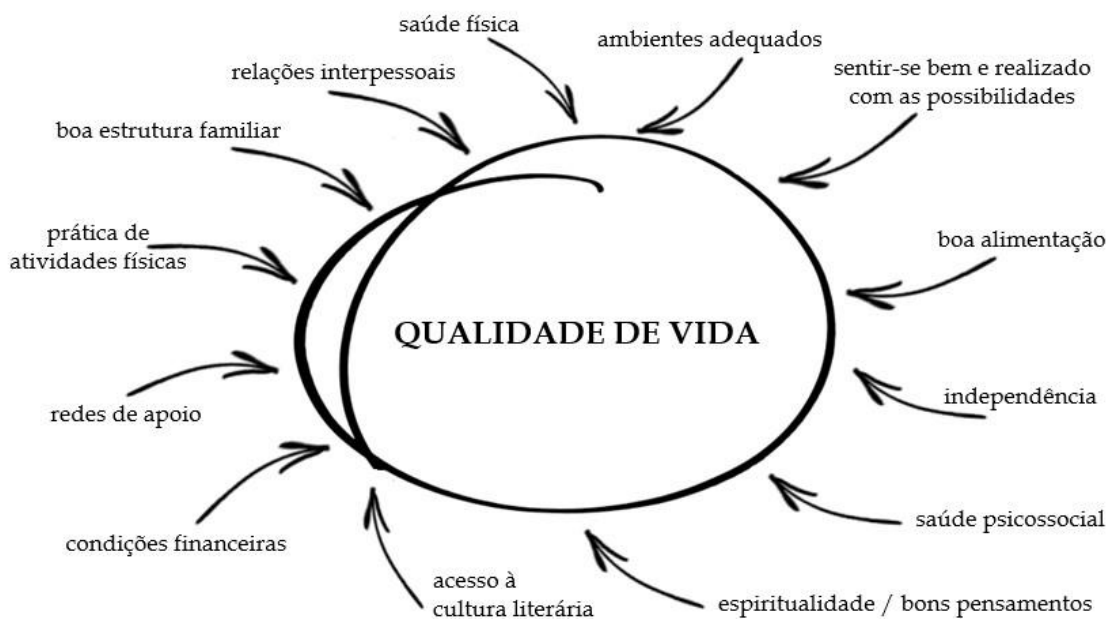 saúde física
ambientes adequados
relações interpessoais
sentir-se bem e realizado
com as possibilidades
boa estrutura familiar
prática de
atividades físicas
boa alimentação
QUALIDADE DE VIDA
redes de apoio
independência
condições financeiras
saúde psicossocial
acesso à
cultura literária
espiritualidade / bons pensamentos